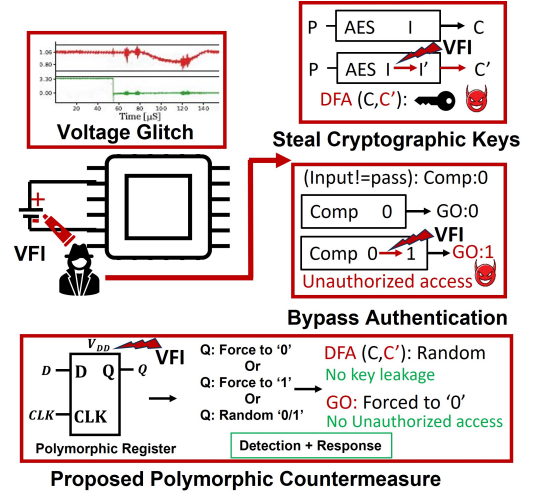 1.06
0.86
0.66
3.30
0.00
20 40 60 80 100 120 140
Time [µS]
Voltage Glitch
P AES I C
VFI
P AES I I’ C’
DFA (C,C’):
Steal Cryptographic Keys
(Input!=pass): Comp:0
Comp 0 GO:0
VFI
Comp 0 1 GO:1
Unauthorized access
Bypass Authentication
+
-
VFI
VDD
VFI
D D Q Q
CLK CLK
Polymorphic Register
Q: Force to ‘0’
Or
Q: Force to ‘1’
Or
Q: Random ‘0/1’
Detection + Response
DFA (C,C’): Random
No key leakage
GO: Forced to ‘0’
No Unauthorized access
Proposed Polymorphic Countermeasure